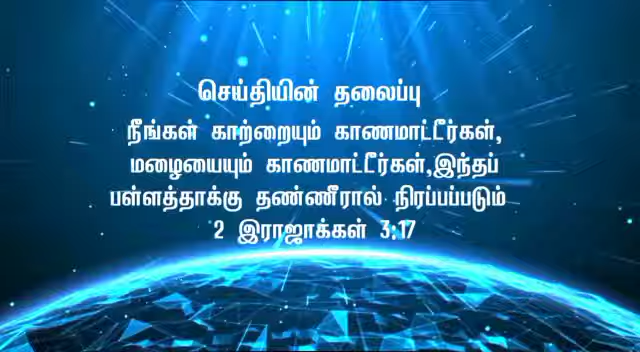 செய்தியின் தலைப்பு
நீங்கள் காற்றையும் காணமாட்டீர்கள்,
மழையையும் காணமாட்டீர்கள்,இந்தப்
பள்ளத்தாக்கு தண்ணீரால் நிரப்பப்படும்
2 இராஜாக்கள் 3:17